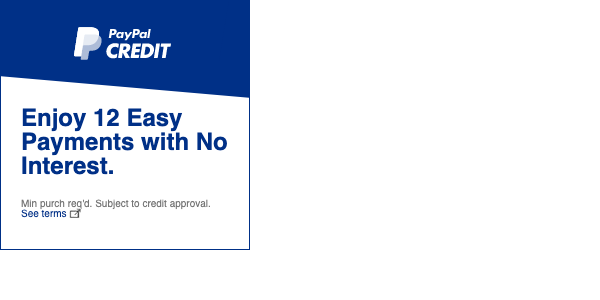 PayPal
CREDIT
Enjoy 12 Easy
Payments with No
Interest.
Min purch req'd. Subject to credit approval.
See terms